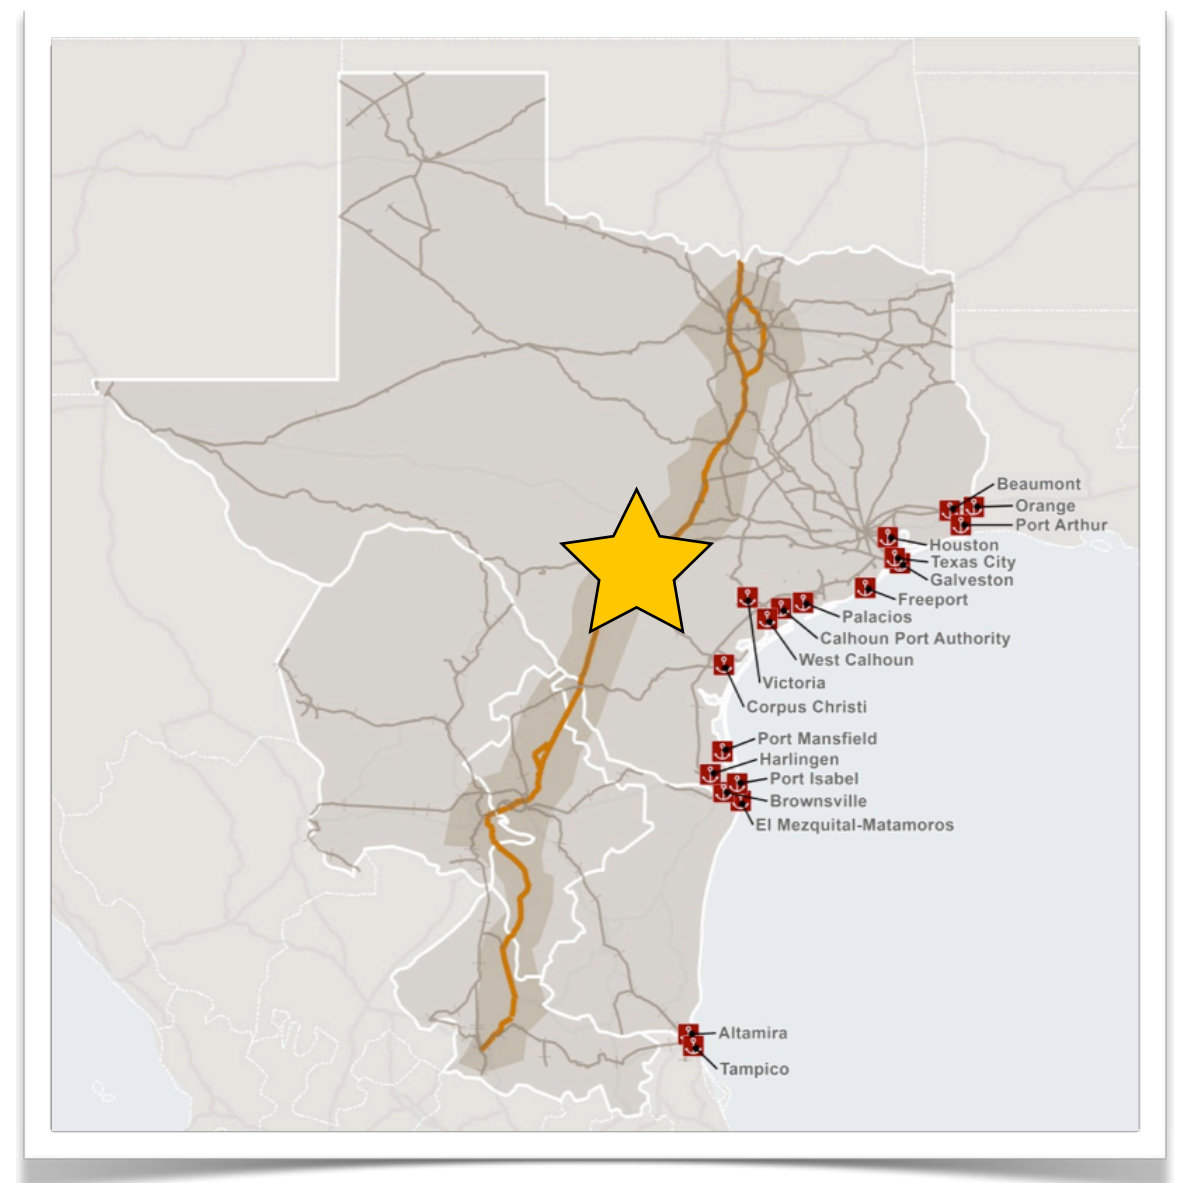 Beaumont
Orange
Port Arthur
Houston
Texas City
Galveston
Freeport
Palacios
Calhoun Port Authority
West Calhoun
Victoria
Corpus Christi
Port Mansfield
Harlingen
Port Isabel
Brownsville
El Mezquital-Matamoros
Altamira
Tampico